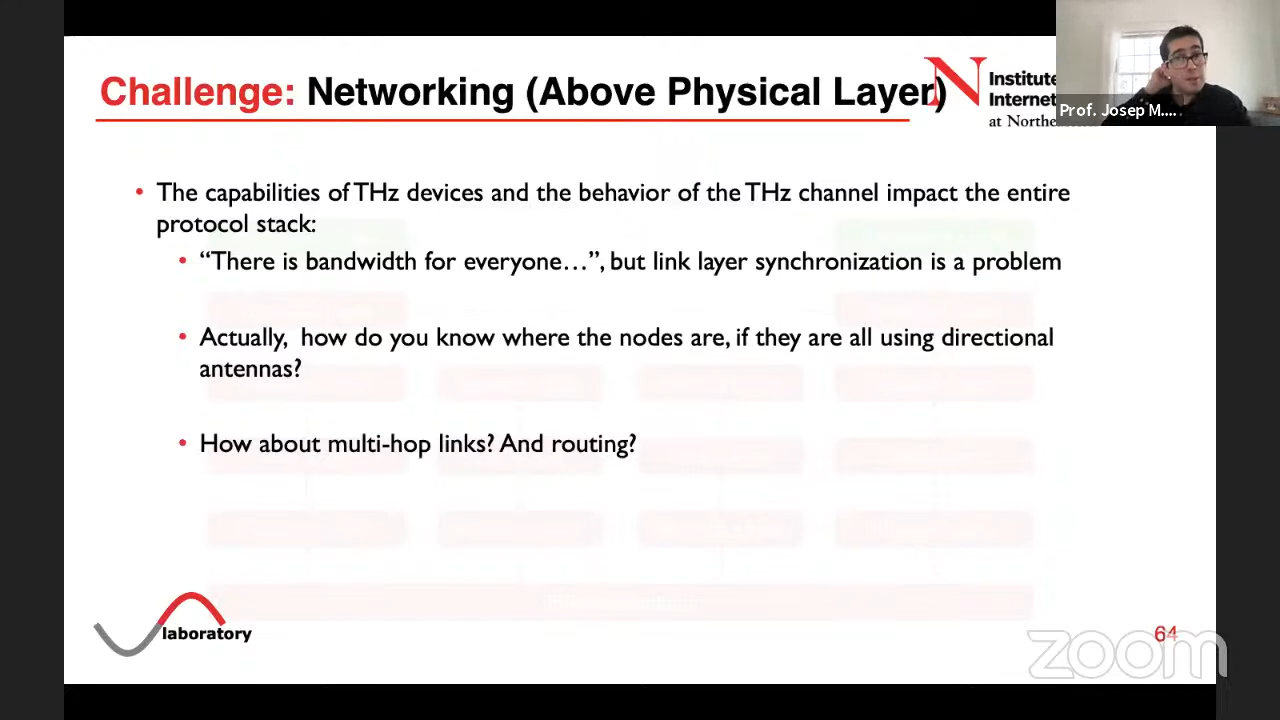 Challenge: Networking (Above Physical Layer)
N
Institute
Internet
at Northe
Prof. Josep M....
• The capabilities of THz devices and the behavior of the THz channel impact the entire
protocol stack:
• “There is bandwidth for everyone…”, but link layer synchronization is a problem
• Actually, how do you know where the nodes are, if they are all using directional
antennas?
• How about multi-hop links? And routing?
laboratory
64
zoom